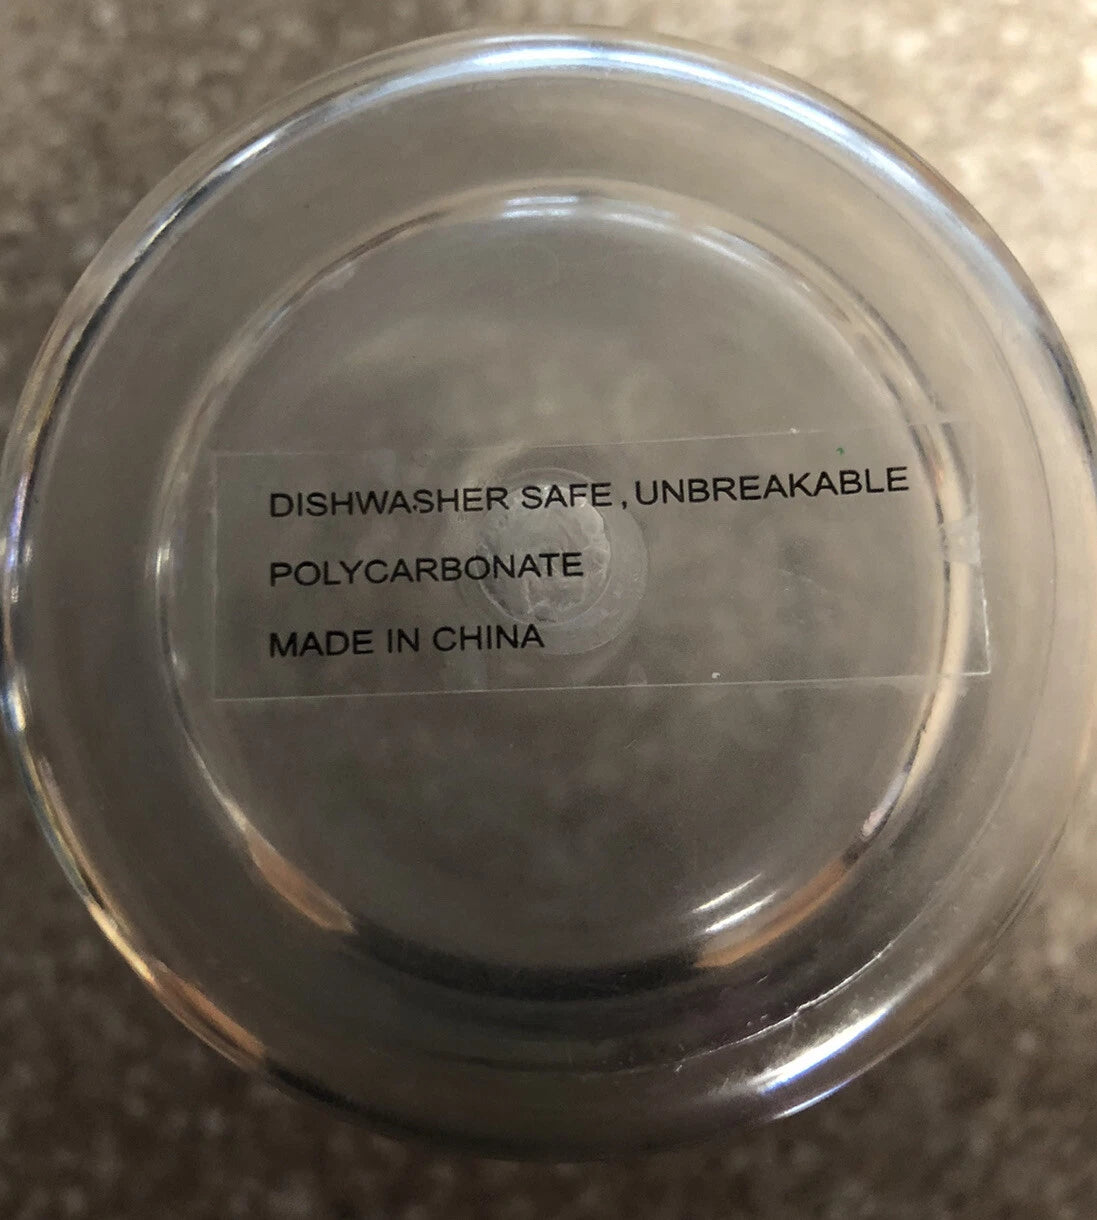 DISHWASHER SAFE, UNBREAKABLE
POLYCARBONATE
MADE IN CHINA